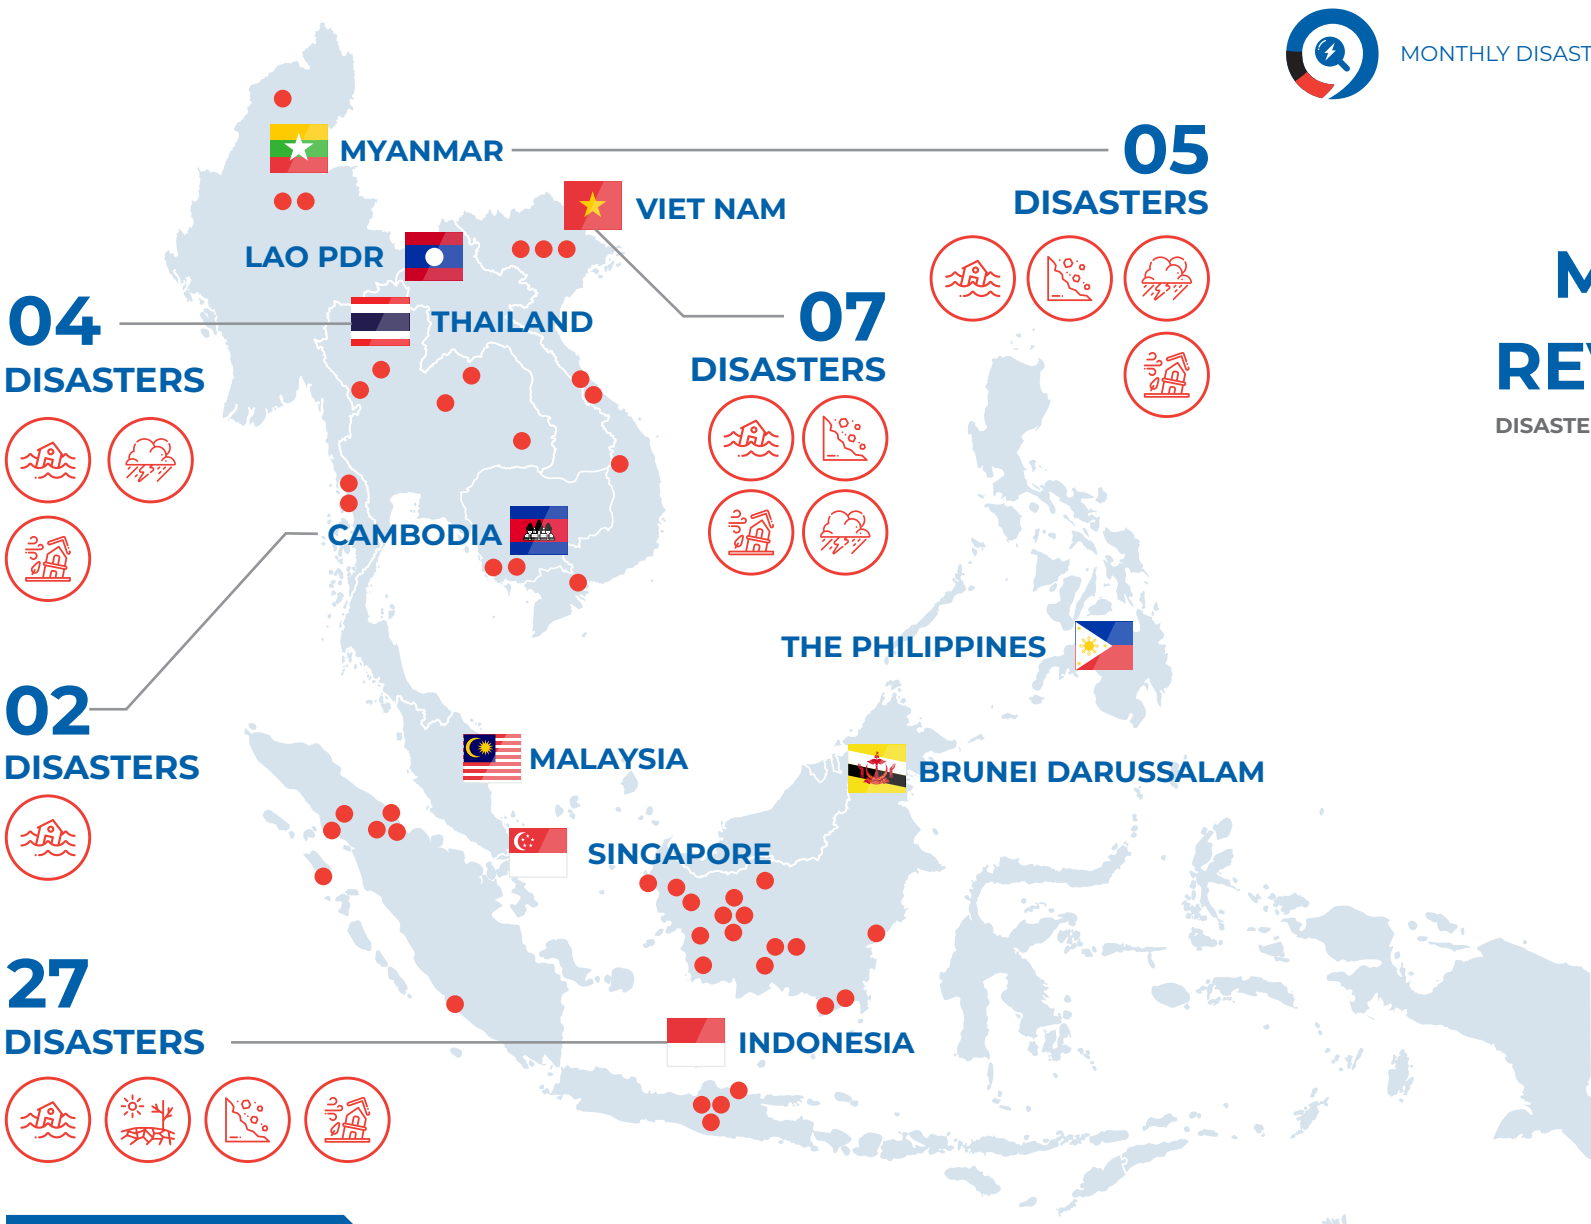 MONTHLY DISAST
MYANMAR
05
DISASTERS
VIET NAM
LAO PDR
04
DISASTERS
THAILAND
07
DISASTERS
M
RE
DISASTE
CAMBODIA
THE PHILIPPINES
02
DISASTERS
MALAYSIA
BRUNEI DARUSSALAM
SINGAPORE
27
DISASTERS
INDONESIA